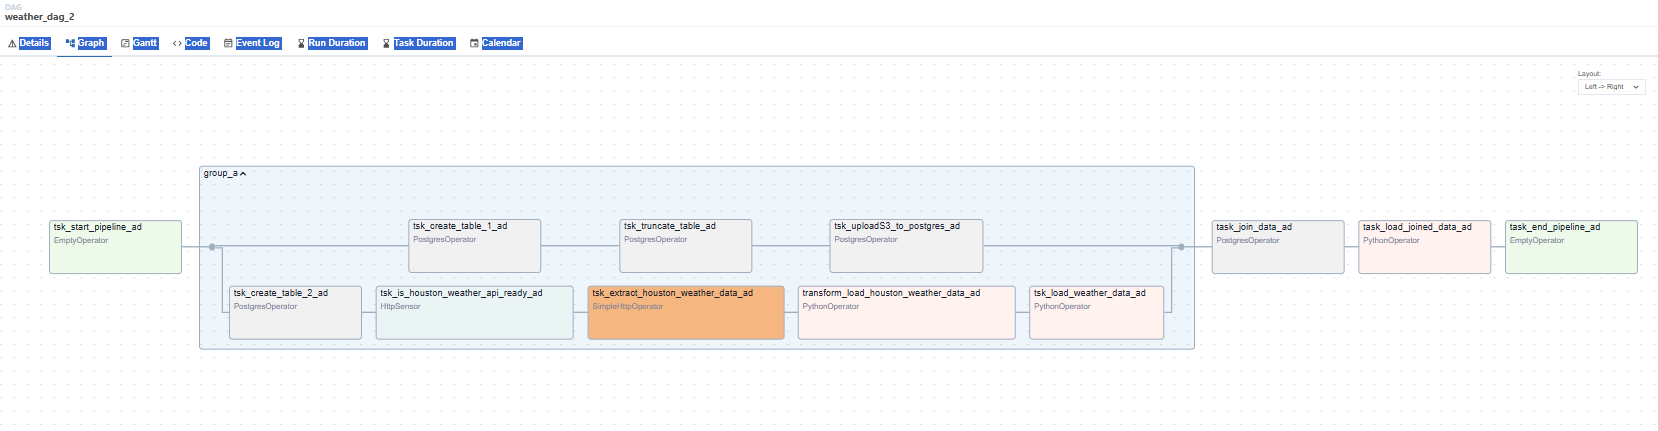 DAG
weather_dag_2
Details Graph Gantt Code Event Log Run Duration Task Duration Calendar
Layout:
Left -> Right
group_a
tsk_start_pipeline_ad
EmptyOperator
tsk_create_table_1_ad
PostgresOperator
tsk_truncate_table_ad
PostgresOperator
tsk_uploadS3_to_postgres_ad
PostgresOperator
task_join_data_ad
PostgresOperator
task_load_joined_data_ad
PythonOperator
task_end_pipeline_ad
EmptyOperator
tsk_create_table_2_ad
PostgresOperator
tsk_is_houston_weather_api_ready_ad
HttpSensor
tsk_extract_houston_weather_data_ad
SimpleHttpOperator
transform_load_houston_weather_data_ad
PythonOperator
tsk_load_weather_data_ad
PythonOperator